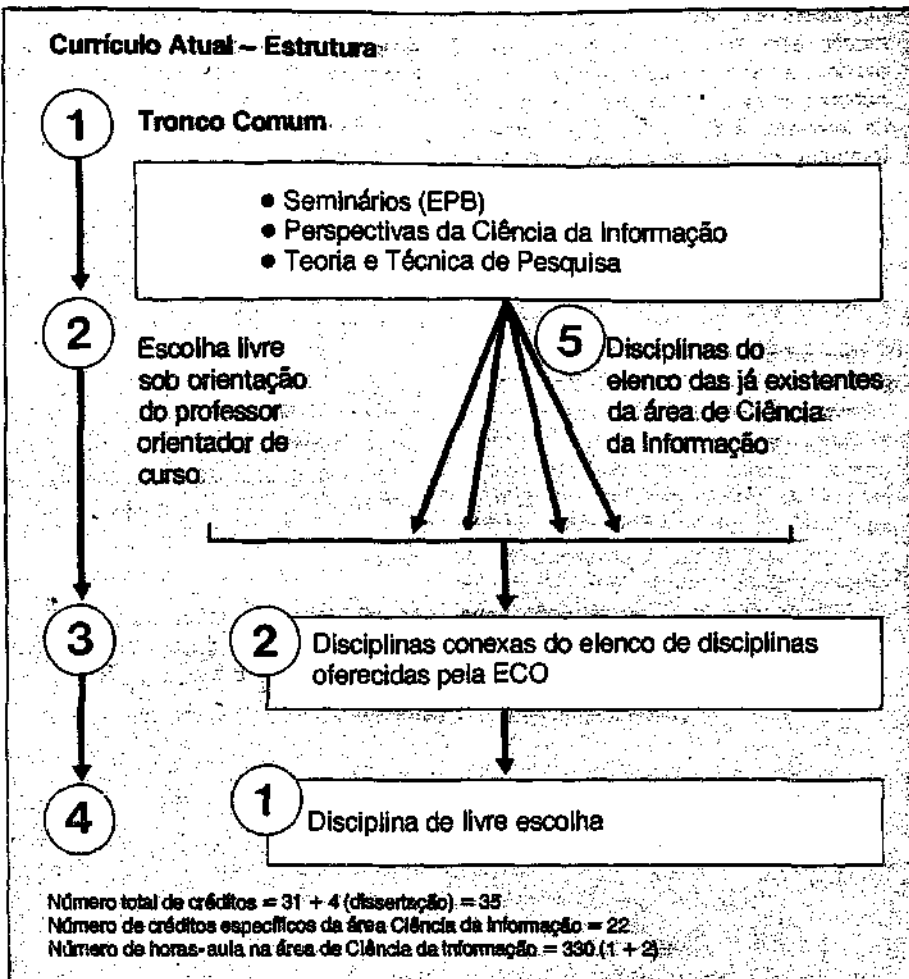 Currículo Atual – Estrutura
1 Tronco Comum
• Seminários (EPB)
• Perspectivas da Ciência da Informação
• Teoria e Técnica de Pesquisa
2
Escolha livre
sob orientação
do professor
orientador de
curso
5 Disciplinas do
elenco das já existentes
da área de Ciência
da Informação
3
2 Disciplinas conexas do elenco de disciplinas
oferecidas pela ECO
4
1 Disciplina de livre escolha
Número total de créditos = 31 + 4 (dissertação) = 35
Número de créditos específicos da área Ciência da Informação = 22
Número de horas-aula na área de Ciência da Informação = 330 (1 + 2)